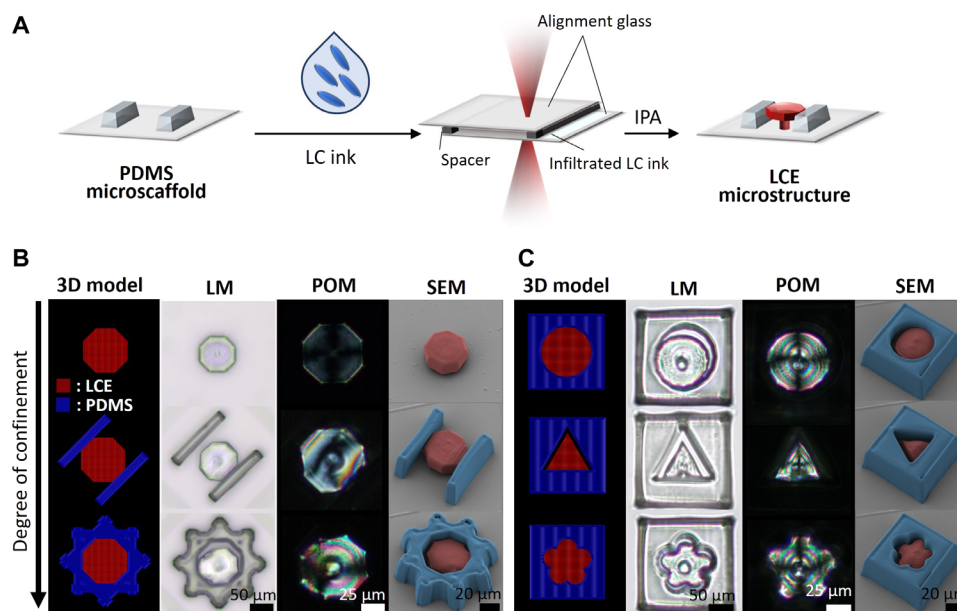 A
Alignment glass
LC ink
Spacer
Infiltrated LC ink
IPA
PDMS
microscaffold
LCE
microstructure
B
3D model
LM
POM
SEM
Degree of confinement
: LCE
: PDMS
50 µm
25 µm
20 µm
C
3D model
LM
POM
SEM
50 µm
25 µm
20 µ